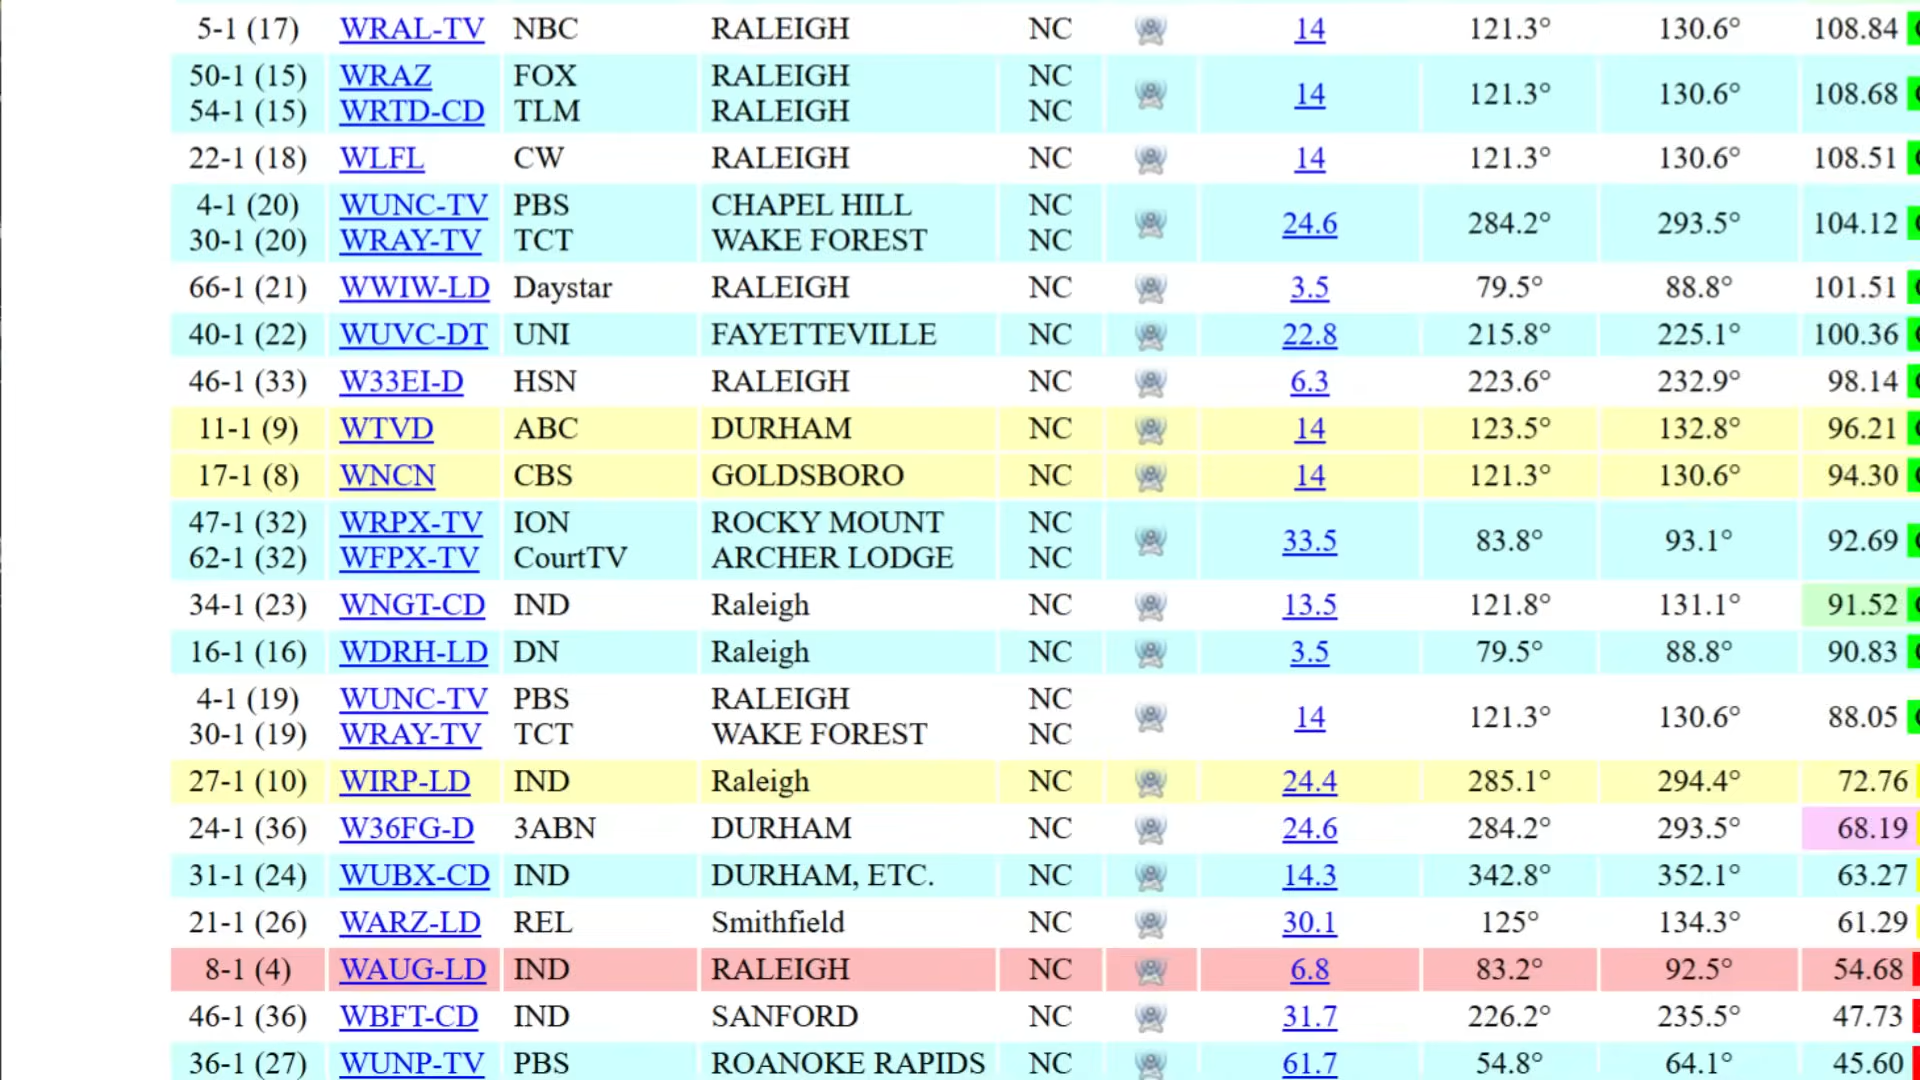 5-1 (17) WRAL-TV NBC RALEIGH NC 14 121.3° 130.6° 108.84
50-1 (15) WRAZ FOX RALEIGH NC
54-1 (15) WRTD-CD TLM RALEIGH NC
14 121.3° 130.6° 108.68
22-1 (18) WLFL CW RALEIGH NC 14 121.3° 130.6° 108.51
4-1 (20) WUNC-TV PBS CHAPEL HILL NC
30-1 (20) WRAY-TV TCT WAKE FOREST NC
24.6 284.2° 293.5° 104.12
66-1 (21) WWIW-LD Daystar RALEIGH NC 3.5 79.5° 88.8° 101.51
40-1 (22) WUVC-DT UNI FAYETTEVILLE NC 22.8 215.8° 225.1° 100.36
46-1 (33) W33EI-D HSN RALEIGH NC 6.3 223.6° 232.9° 98.14
11-1 (9) WTVD ABC DURHAM NC 14 123.5° 132.8° 96.21
17-1 (8) WNCN CBS GOLDSBORO NC 14 121.3° 130.6° 94.30
47-1 (32) WRPX-TV ION ROCKY MOUNT NC
62-1 (32) WFPX-TV CourtTV ARCHER LODGE NC
33.5 83.8° 93.1° 92.69
34-1 (23) WNGT-CD IND Raleigh NC 13.5 121.8° 131.1° 91.52
16-1 (16) WDRH-LD DN Raleigh NC 3.5 79.5° 88.8° 90.83
4-1 (19) WUNC-TV PBS RALEIGH NC
30-1 (19) WRAY-TV TCT WAKE FOREST NC
14 121.3° 130.6° 88.05
27-1 (10) WIRP-LD IND Raleigh NC 24.4 285.1° 294.4° 72.76
24-1 (36) W36FG-D 3ABN DURHAM NC 24.6 284.2° 293.5° 68.19
31-1 (24) WUBX-CD IND DURHAM, ETC. NC 14.3 342.8° 352.1° 63.27
21-1 (26) WARZ-LD REL Smithfield NC 30.1 125° 134.3° 61.29
8-1 (4) WAUG-LD IND RALEIGH NC 6.8 83.2° 92.5° 54.68
46-1 (36) WBFT-CD IND SANFORD NC 31.7 226.2° 235.5° 47.73
36-1 (27) WUNP-TV PBS ROANOKE RAPIDS NC 61.7 54.8° 64.1° 45.60